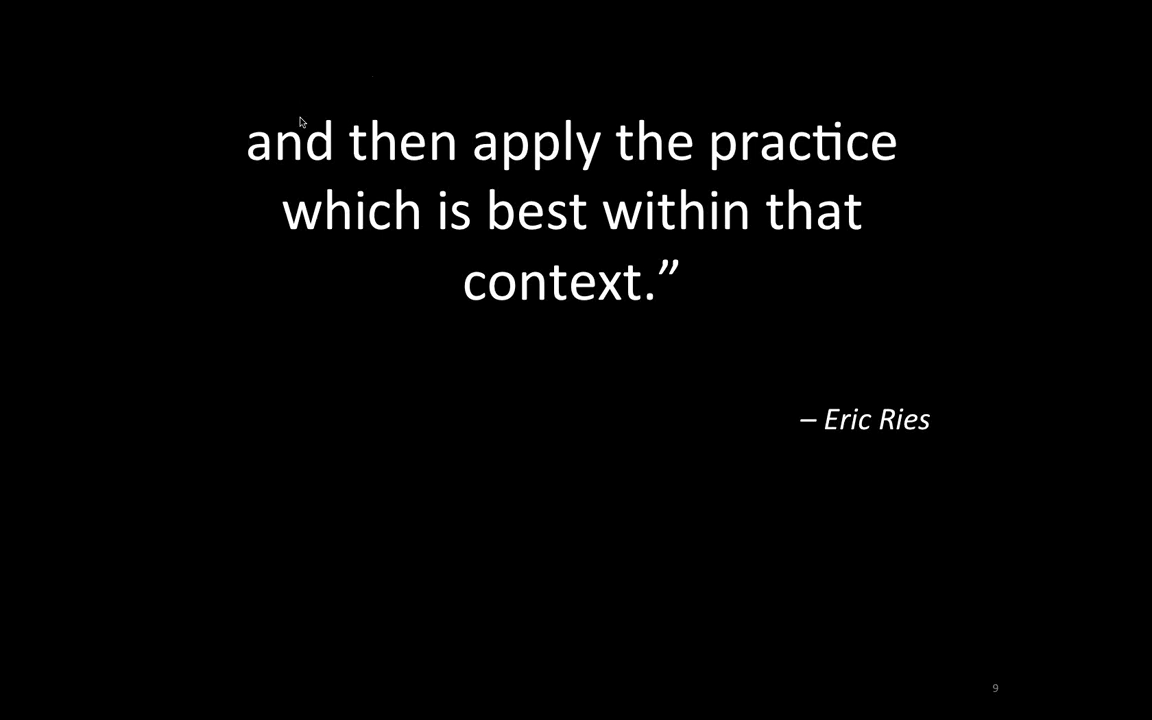 and then apply the practice
which is best within that
context.”
– Eric Ries
9